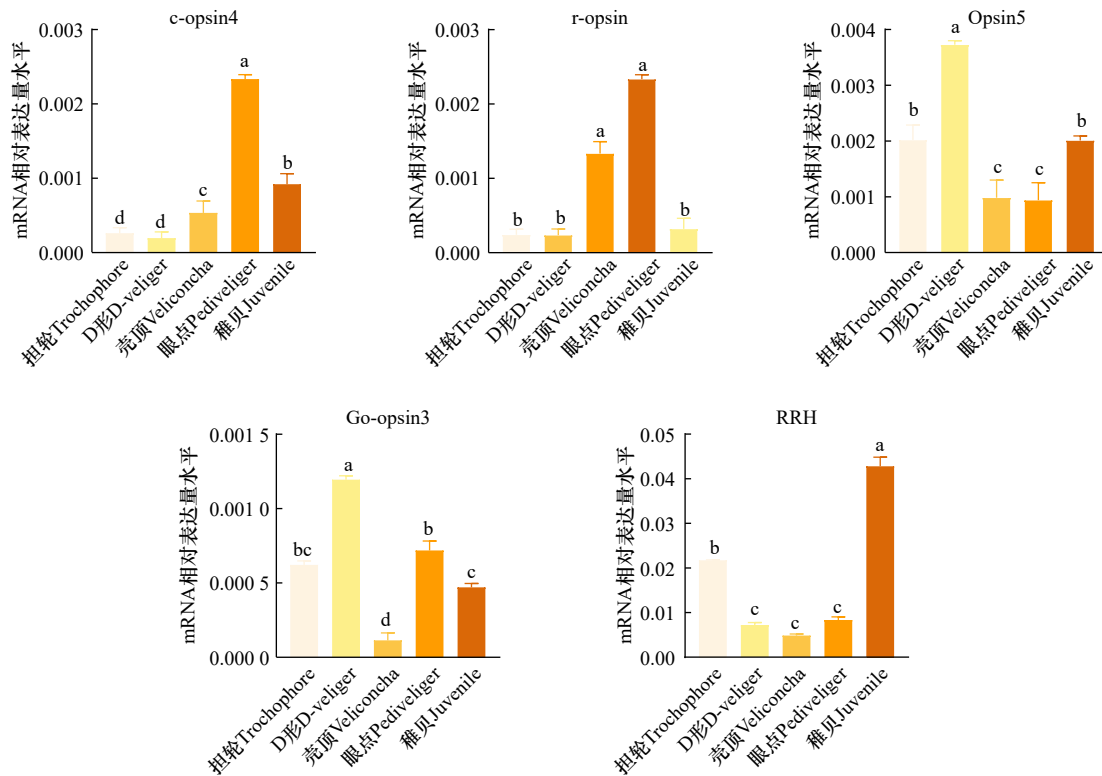 c-opsin4
mRNA相对表达量水平
0.003
0.002
0.001
0.000
d
d
c
a
b
担轮Trochophore
D形D-veliger
壳顶Veliconcha
眼点Pediveliger
稚贝Juvenile
r-opsin
mRNA相对表达量水平
0.003
0.002
0.001
0.000
b
b
a
a
b
担轮Trochophore
D形D-veliger
壳顶Veliconcha
眼点Pediveliger
稚贝Juvenile
Opsin5
mRNA相对表达量水平
0.004
0.003
0.002
0.001
0.000
b
a
c
c
b
担轮Trochophore
D形D-veliger
壳顶Veliconcha
眼点Pediveliger
稚贝Juvenile
Go-opsin3
mRNA相对表达量水平
0.001 5
0.001 0
0.000 5
0.000 0
bc
a
d
b
c
担轮Trochophore
D形D-veliger
壳顶Veliconcha
眼点Pediveliger
稚贝Juvenile
RRH
mRNA相对表达量水平
0.05
0.04
0.03
0.02
0.01
0.00
b
c
c
c
a
担轮Trochophore
D形D-veliger
壳顶Veliconcha
眼点Pediveliger
稚贝Juvenile